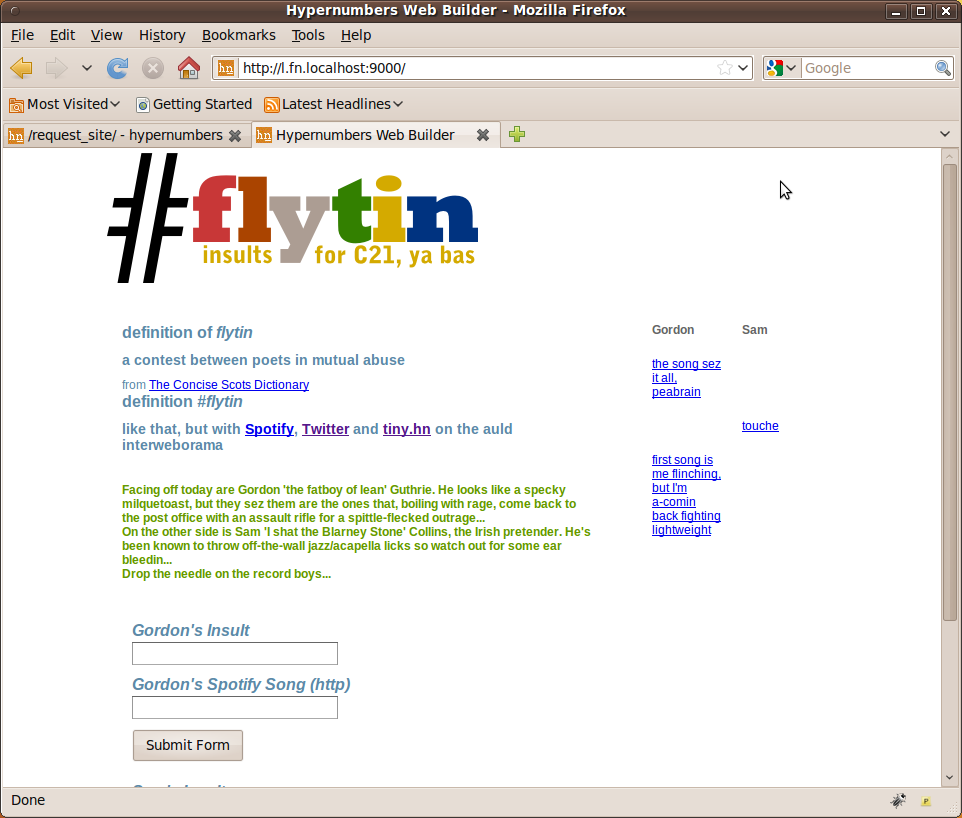 Hypernumbers Web Builder - Mozilla Firefox
File Edit View History Bookmarks Tools Help
hn http://l.fn.localhost:9000/ Google
Most Visited Getting Started Latest Headlines
hn /request_site/ - hypernumbers hn Hypernumbers Web Builder
#flytin
insults for C21, ya bas
definition of flytin
a contest between poets in mutual abuse
from The Concise Scots Dictionary
definition #flytin
like that, but with Spotify, Twitter and tiny.hn on the auld
interweborama
Facing off today are Gordon 'the fatboy of lean' Guthrie. He looks like a specky
milquetoast, but they sez them are the ones that, boiling with rage, come back to
the post office with an assault rifle for a spittle-flecked outrage...
On the other side is Sam 'I shat the Blarney Stone' Collins, the Irish pretender. He's
been known to throw off-the-wall jazz/acapella licks so watch out for some ear
bleedin...
Drop the needle on the record boys...
Gordon's Insult
Gordon's Spotify Song (http)
Submit Form
Gordon Sam
the song sez
it all,
peabrain
touche
first song is
me flinching,
but I'm
a-comin
back fighting
lightweight
Done
P